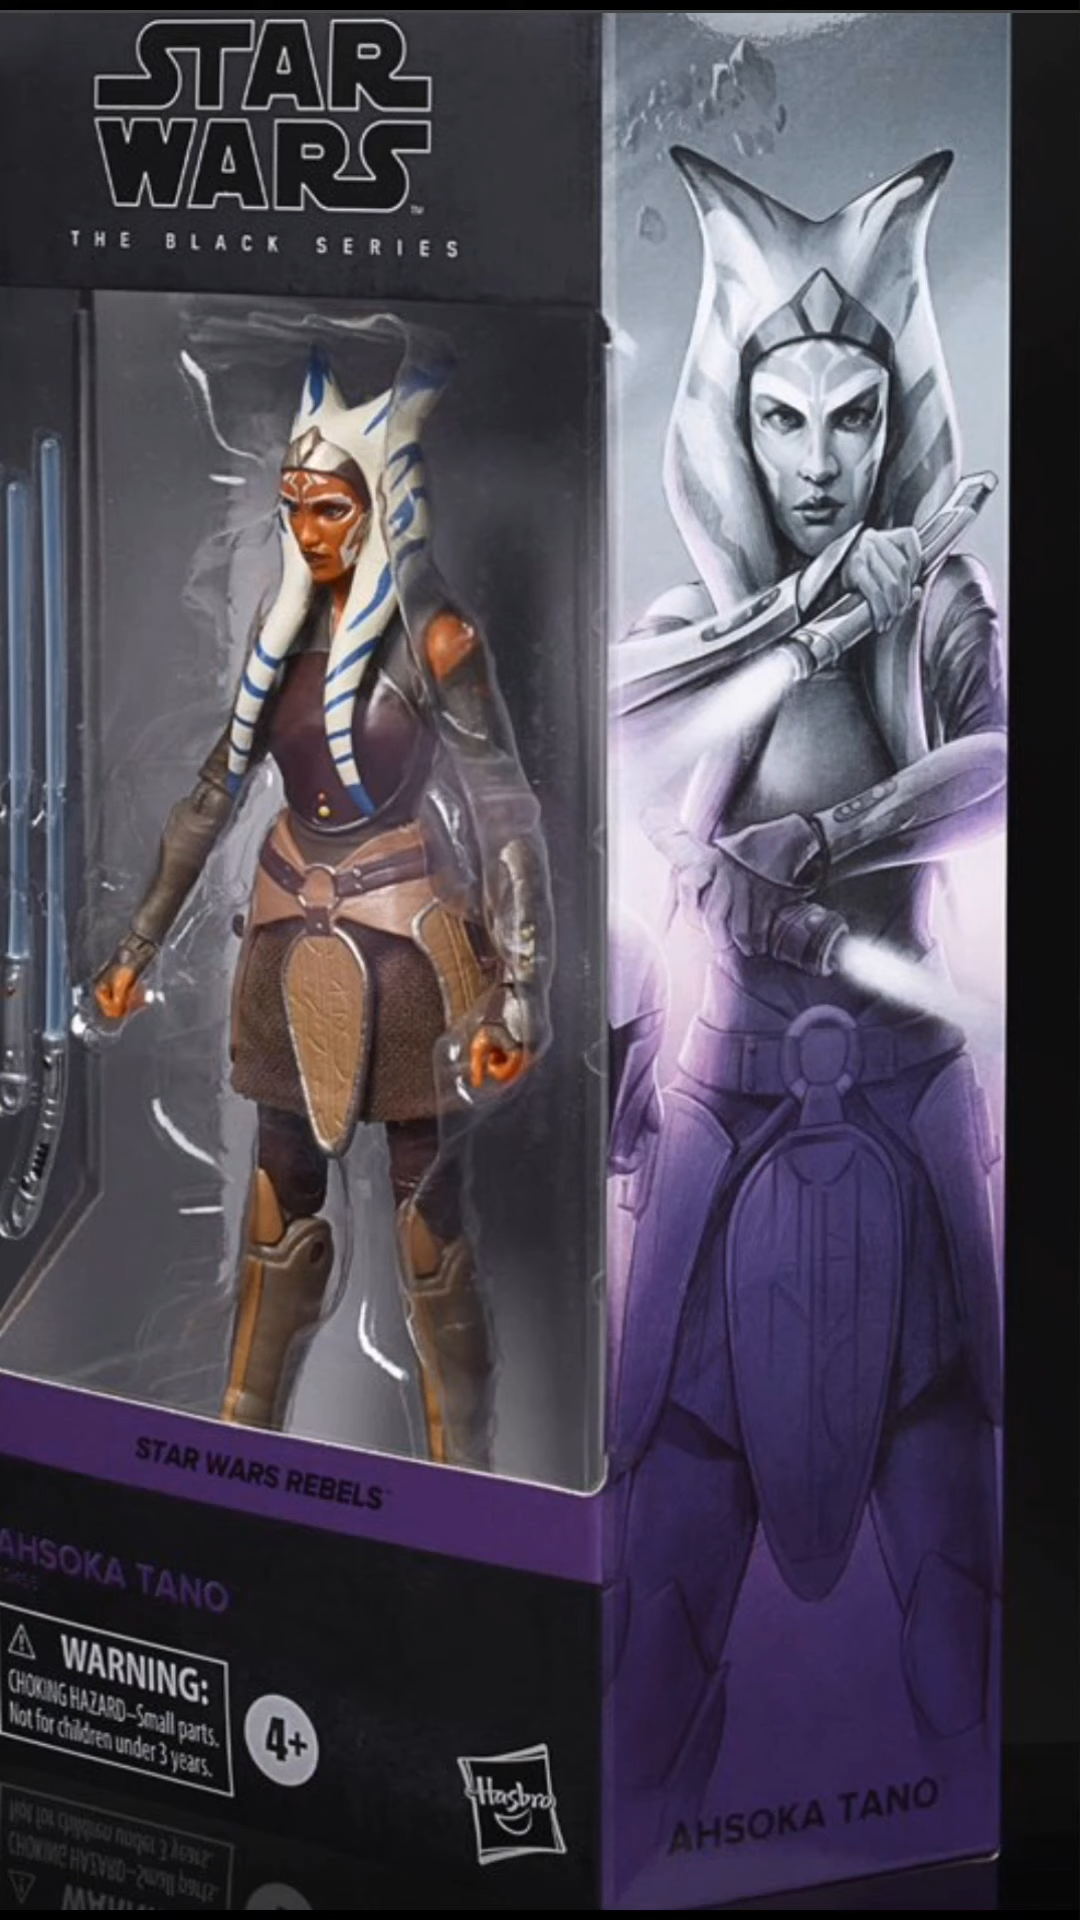 STAR
WARS
™
THE BLACK SERIES
STAR WARS REBELS
AHSOKA TANO
⚠ WARNING:
CHOKING HAZARD–Small parts.
Not for children under 3 years.
4+
Hasbro
AHSOKA TANO